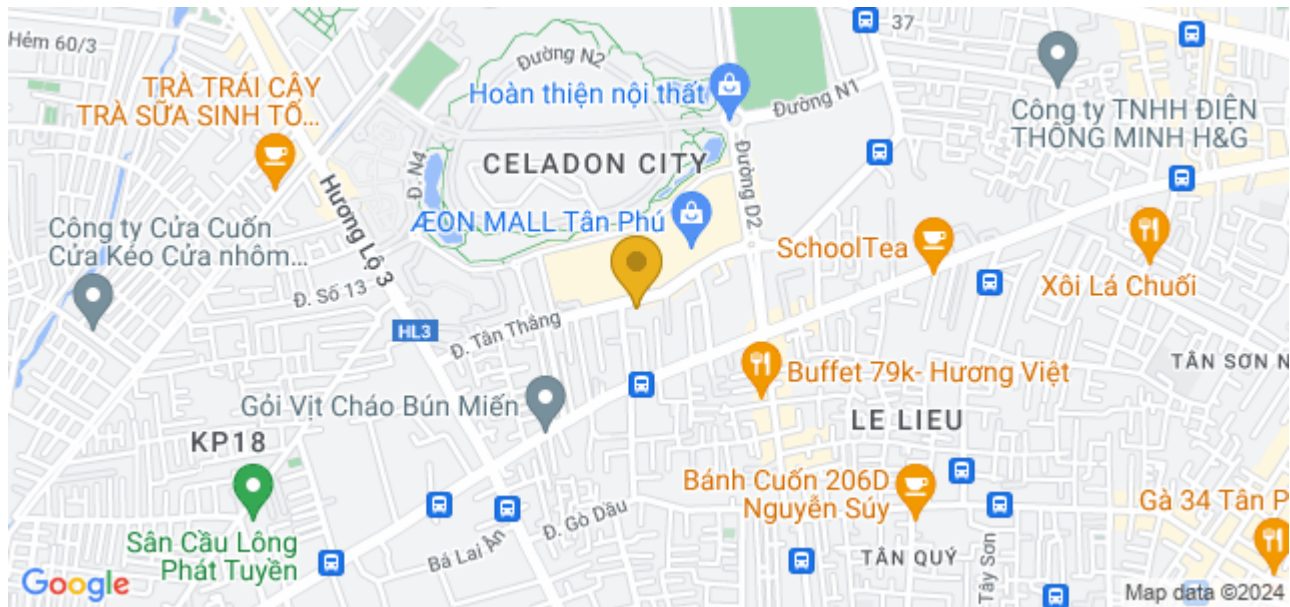 Hẻm 60/3
37
Đường N2
TRÀ TRÁI CÂY
TRÀ SỮA SINH TỐ...
Hoàn thiện nội thất
Đường N1
Công ty TNHH ĐIỆN
THÔNG MINH H&G
CELADON CITY
Đ. N4
Đường D2
Hương Lộ 3
ÆON MALL Tân Phú
Công ty Cửa Cuốn
Cửa Kéo Cửa nhôm...
SchoolTea
Xôi Lá Chuối
Đ. Số 13
HL3
Đ. Tân Thắng
TÂN SƠN N
Buffet 79k- Hương Việt
Gỏi Vịt Cháo Bún Miến
LE LIEU
KP18
Bánh Cuốn 206D
Nguyễn Súy
Gà 34 Tân P
Đ. Gò Dầu
Sân Cầu Lông
Phát Tuyền
Bá Lai Àn
TÂN QUÝ
Tây Sơn
Google
Map data ©2024